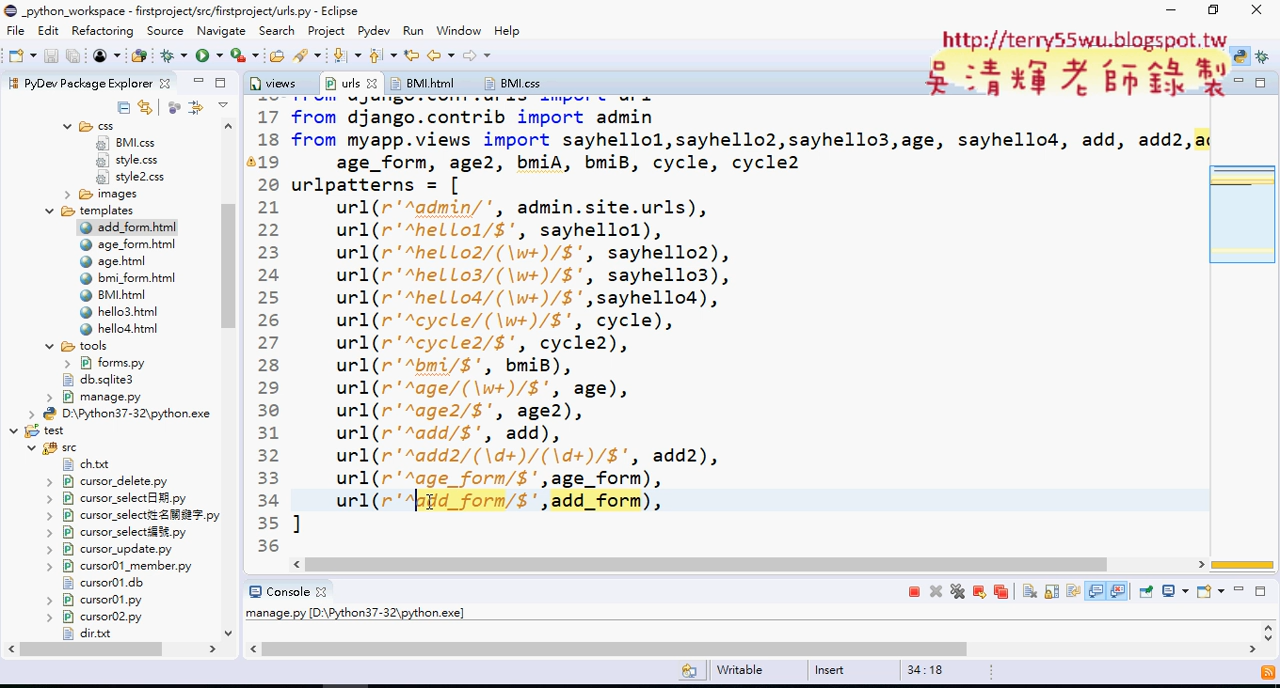 _python_workspace - firstproject/src/firstproject/urls.py - Eclipse
File Edit Refactoring Source Navigate Search Project Pydev Run Window Help
http://terry55wu.blogspot.tw
吳清輝老師錄製
PyDev Package Explorer
views urls BMI.html BMI.css
css
BMI.css
style.css
style2.css
images
templates
add_form.html
age_form.html
age.html
bmi_form.html
BMI.html
hello3.html
hello4.html
tools
forms.py
db.sqlite3
manage.py
D:\Python37-32\python.exe
test
src
ch.txt
cursor_delete.py
cursor_select日期.py
cursor_select姓名關鍵字.py
cursor_select編號.py
cursor_update.py
cursor01_member.py
cursor01.db
cursor01.py
cursor02.py
dir.txt
16 from django.conf.urls import url
17 from django.contrib import admin
18 from myapp.views import sayhello1,sayhello2,sayhello3,age, sayhello4, add, add2,ad
19 age_form, age2, bmiA, bmiB, cycle, cycle2
20 urlpatterns = [
21 url(r'^admin/', admin.site.urls),
22 url(r'^hello1/$', sayhello1),
23 url(r'^hello2/(\w+)/$', sayhello2),
24 url(r'^hello3/(\w+)/$', sayhello3),
25 url(r'^hello4/(\w+)/$',sayhello4),
26 url(r'^cycle/(\w+)/$', cycle),
27 url(r'^cycle2/$', cycle2),
28 url(r'^bmi/$', bmiB),
29 url(r'^age/(\w+)/$', age),
30 url(r'^age2/$', age2),
31 url(r'^add/$', add),
32 url(r'^add2/(\d+)/(\d+)/$', add2),
33 url(r'^age_form/$',age_form),
34 url(r'^add_form/$',add_form),
35 ]
36
Console
manage.py [D:\Python37-32\python.exe]
Writable Insert 34 : 18